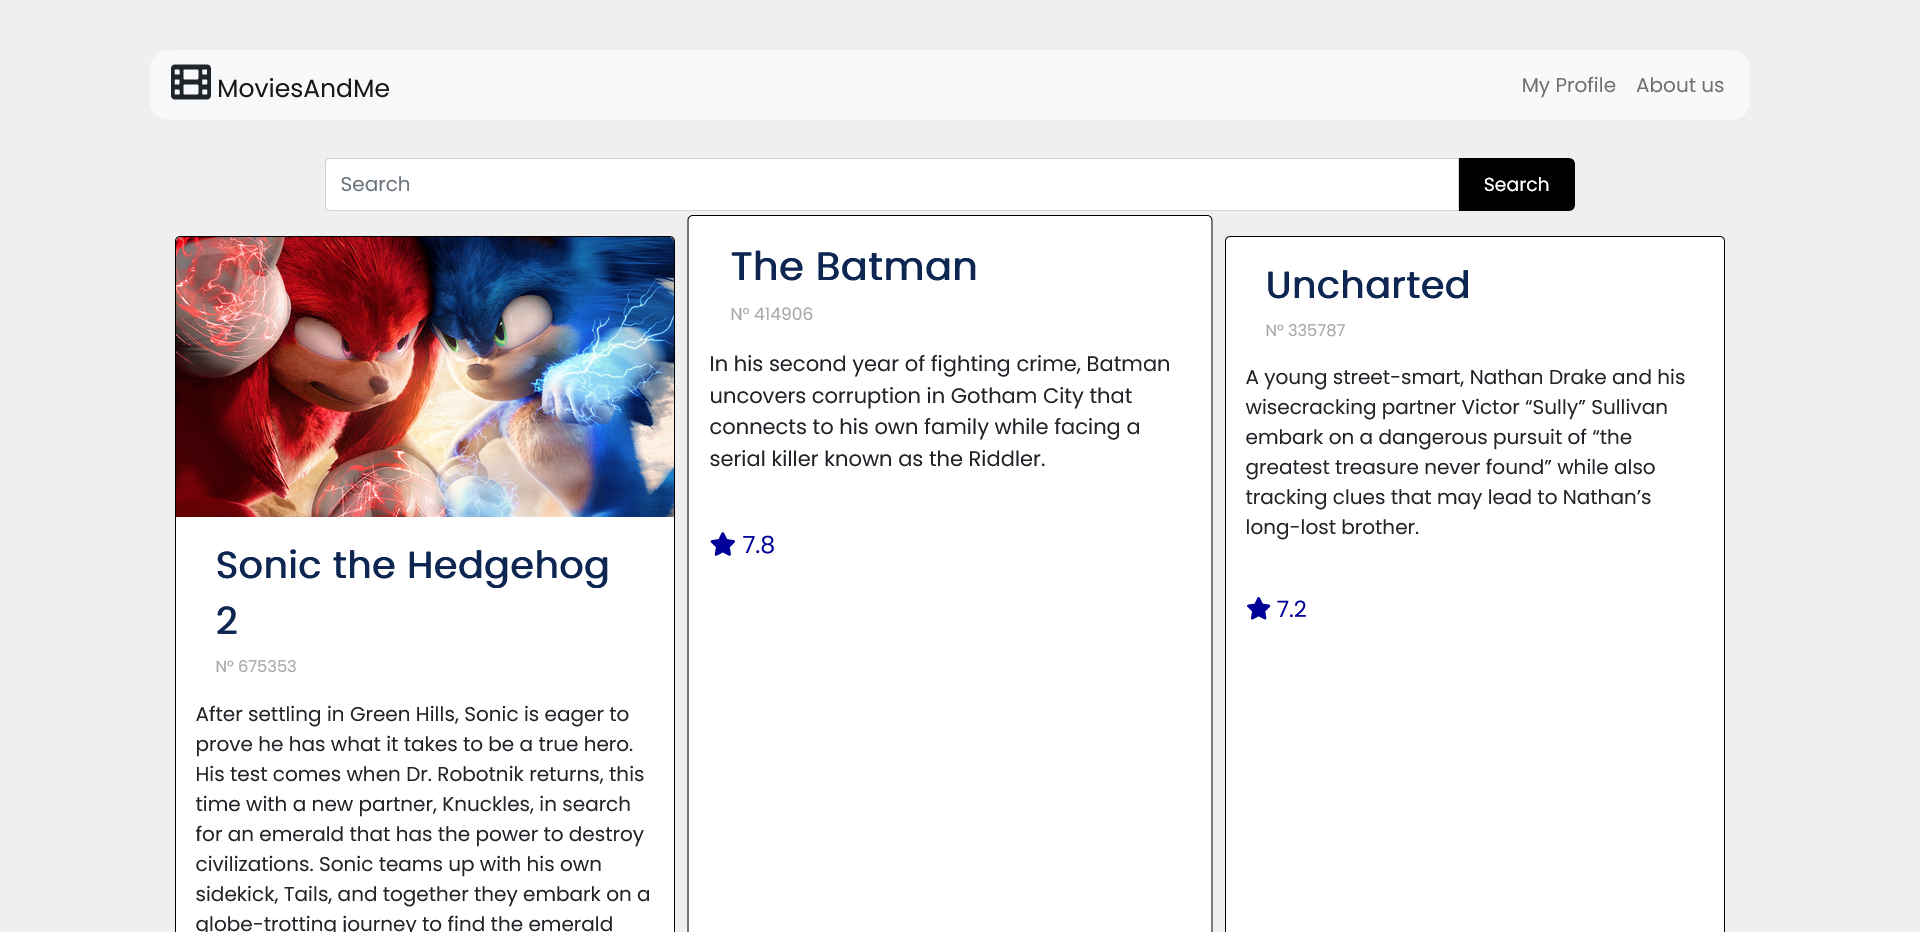 MoviesAndMe
My Profile
About us
Search
Search
Sonic the Hedgehog
2
Nº 675353
After settling in Green Hills, Sonic is eager to
prove he has what it takes to be a true hero.
His test comes when Dr. Robotnik returns, this
time with a new partner, Knuckles, in search
for an emerald that has the power to destroy
civilizations. Sonic teams up with his own
sidekick, Tails, and together they embark on a
globe-trotting journey to find the emerald
The Batman
Nº 414906
In his second year of fighting crime, Batman
uncovers corruption in Gotham City that
connects to his own family while facing a
serial killer known as the Riddler.
7.8
Uncharted
Nº 335787
A young street-smart, Nathan Drake and his
wisecracking partner Victor “Sully” Sullivan
embark on a dangerous pursuit of “the
greatest treasure never found” while also
tracking clues that may lead to Nathan’s
long-lost brother.
7.2